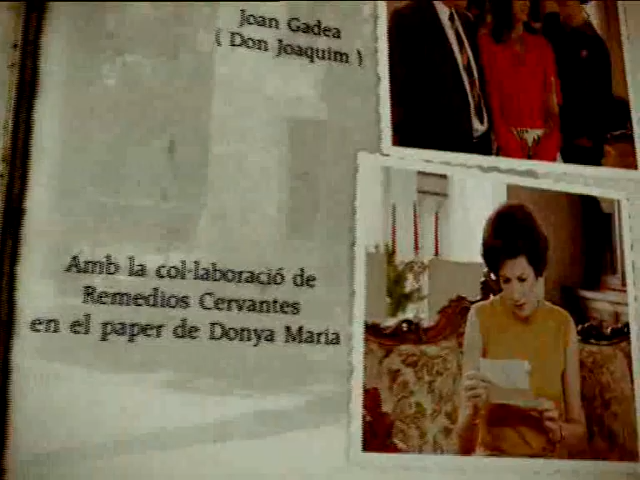 Joan Gadea
( Don Joaquim )
Amb la col·laboració de
Remedios Cervantes
en el paper de Donya Maria